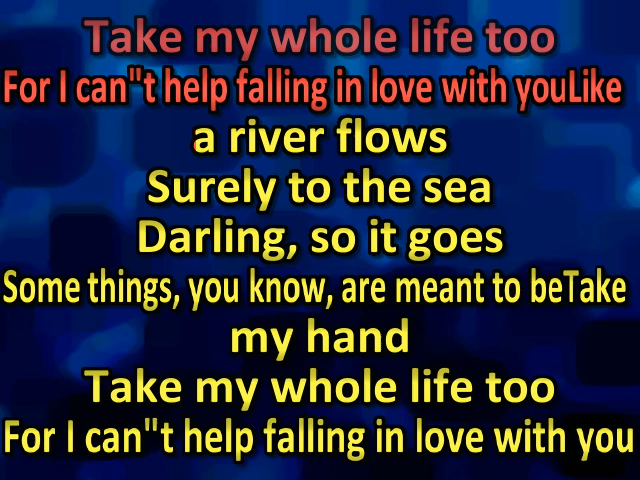 Take my whole life too
For I can"t help falling in love with youLike
a river flows
Surely to the sea
Darling, so it goes
Some things, you know, are meant to beTake
my hand
Take my whole life too
For I can"t help falling in love with you